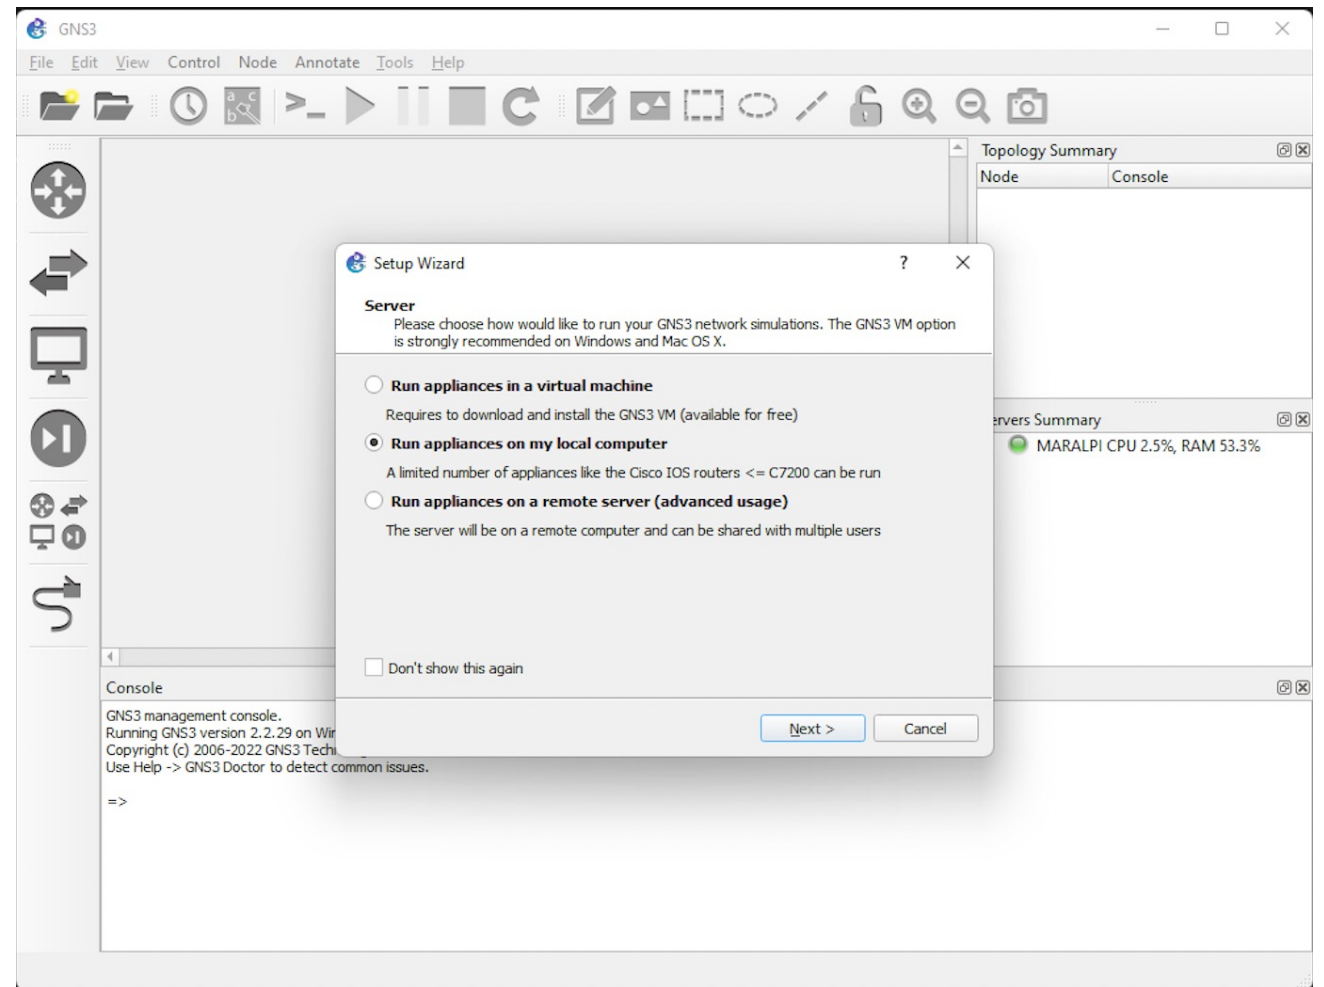 GNS3
File Edit View Control Node Annotate Tools Help
Topology Summary
Node Console
Setup Wizard
Server
Please choose how would like to run your GNS3 network simulations. The GNS3 VM option
is strongly recommended on Windows and Mac OS X.
Run appliances in a virtual machine
Requires to download and install the GNS3 VM (available for free)
Run appliances on my local computer
A limited number of appliances like the Cisco IOS routers <= C7200 can be run
Run appliances on a remote server (advanced usage)
The server will be on a remote computer and can be shared with multiple users
Don't show this again
Next >
Cancel
ervers Summary
MARALPI CPU 2.5%, RAM 53.3%
Console
GNS3 management console.
Running GNS3 version 2.2.29 on Wir
Copyright (c) 2006-2022 GNS3 Techn
Use Help -> GNS3 Doctor to detect common issues.
=>